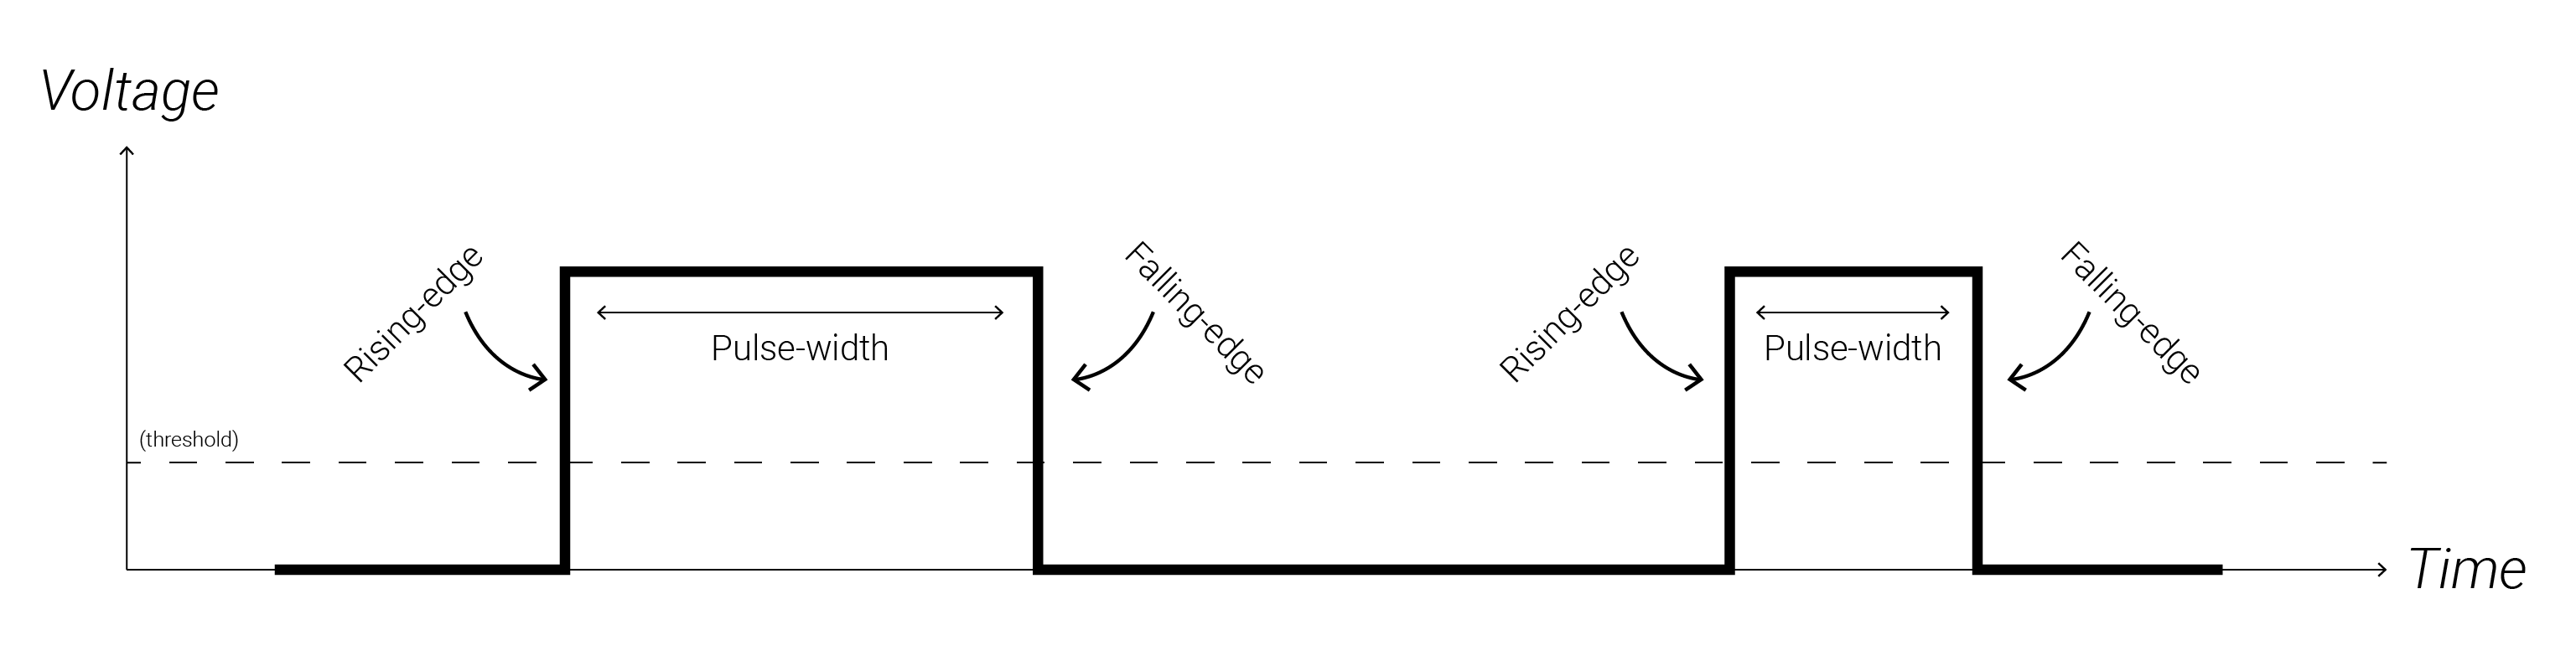 Voltage
Rising-edge
Pulse-width
Falling-edge
Rising-edge
Pulse-width
Falling-edge
(threshold)
Time